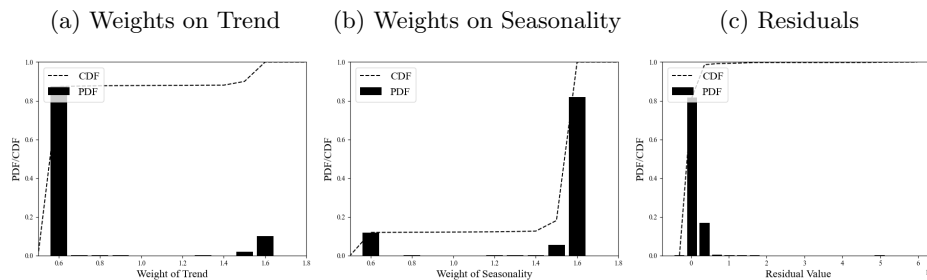 (a) Weights on Trend
(b) Weights on Seasonality
(c) Residuals
PDF/CDF
1.0
0.8
0.6
0.4
0.2
0.0
CDF
PDF
0.6 0.8 1.0 1.2 1.4 1.6 1.8
Weight of Trend
PDF/CDF
1.0
0.8
0.6
0.4
0.2
0.0
CDF
PDF
0.6 0.8 1.0 1.2 1.4 1.6 1.8
Weight of Seasonality
PDF/CDF
1.0
0.8
0.6
0.4
0.2
0.0
CDF
PDF
0 1 2 3 4 5 6
Residual Value